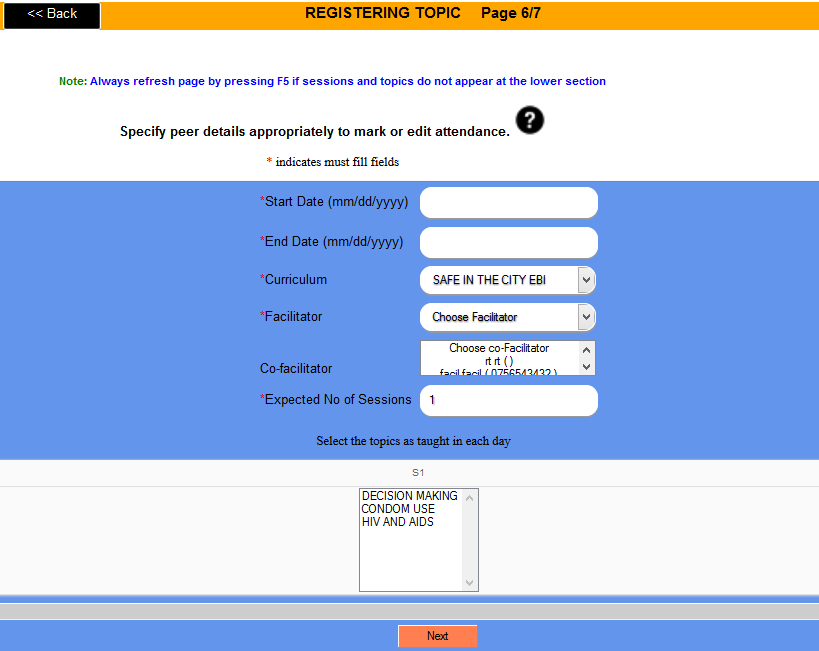 << Back
REGISTERING TOPIC Page 6/7
Note: Always refresh page by pressing F5 if sessions and topics do not appear at the lower section
Specify peer details appropriately to mark or edit attendance. ?
* indicates must fill fields
*Start Date (mm/dd/yyyy)
*End Date (mm/dd/yyyy)
*Curriculum SAFE IN THE CITY EBI
*Facilitator Choose Facilitator
Choose co-Facilitator
rt rt ( )
facil facil ( 0756543432 )
Co-facilitator
*Expected No of Sessions 1
Select the topics as taught in each day
S1
DECISION MAKING
CONDOM USE
HIV AND AIDS
Next